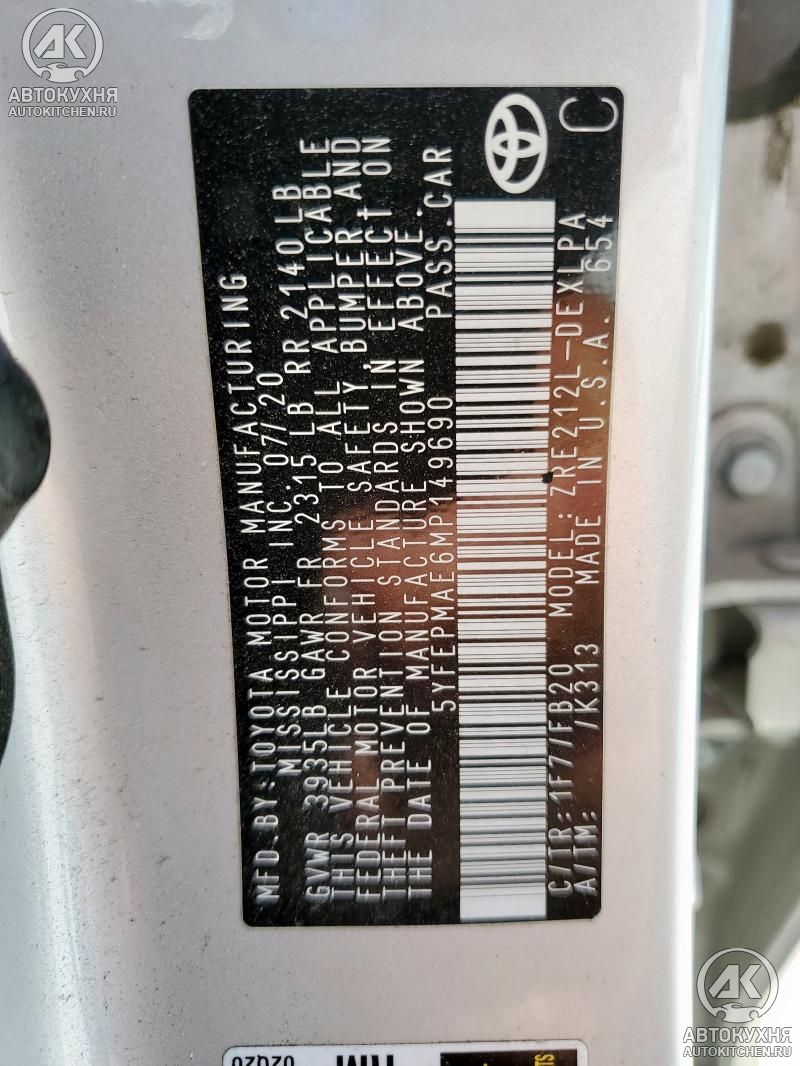 АВТОКУХНЯ
AUTOKITCHEN.RU
MFD.BY:TOYOTA MOTOR MANUFACTURING
MISSISSIPPI INC. 07/20
GVWR 3935LB GAWR FR 2315 LB RR 2140LB
THIS VEHICLE CONFORMS TO ALL APPLICABLE
FEDERAL MOTOR VEHICLE SAFETY, BUMPER AND
THEFT PREVENTION STANDARDS IN EFFECT ON
THE DATE OF MANUFACTURE SHOWN ABOVE.
5YFEPMAE6MP149690 PASS.CAR
C/TR:1F7/FB20 MODEL:ZRE212L-DEXLPA
A/TM: /K313 MADE IN U.S.A. 654
C
АВТОКУХНЯ
AUTOKITCHEN.RU